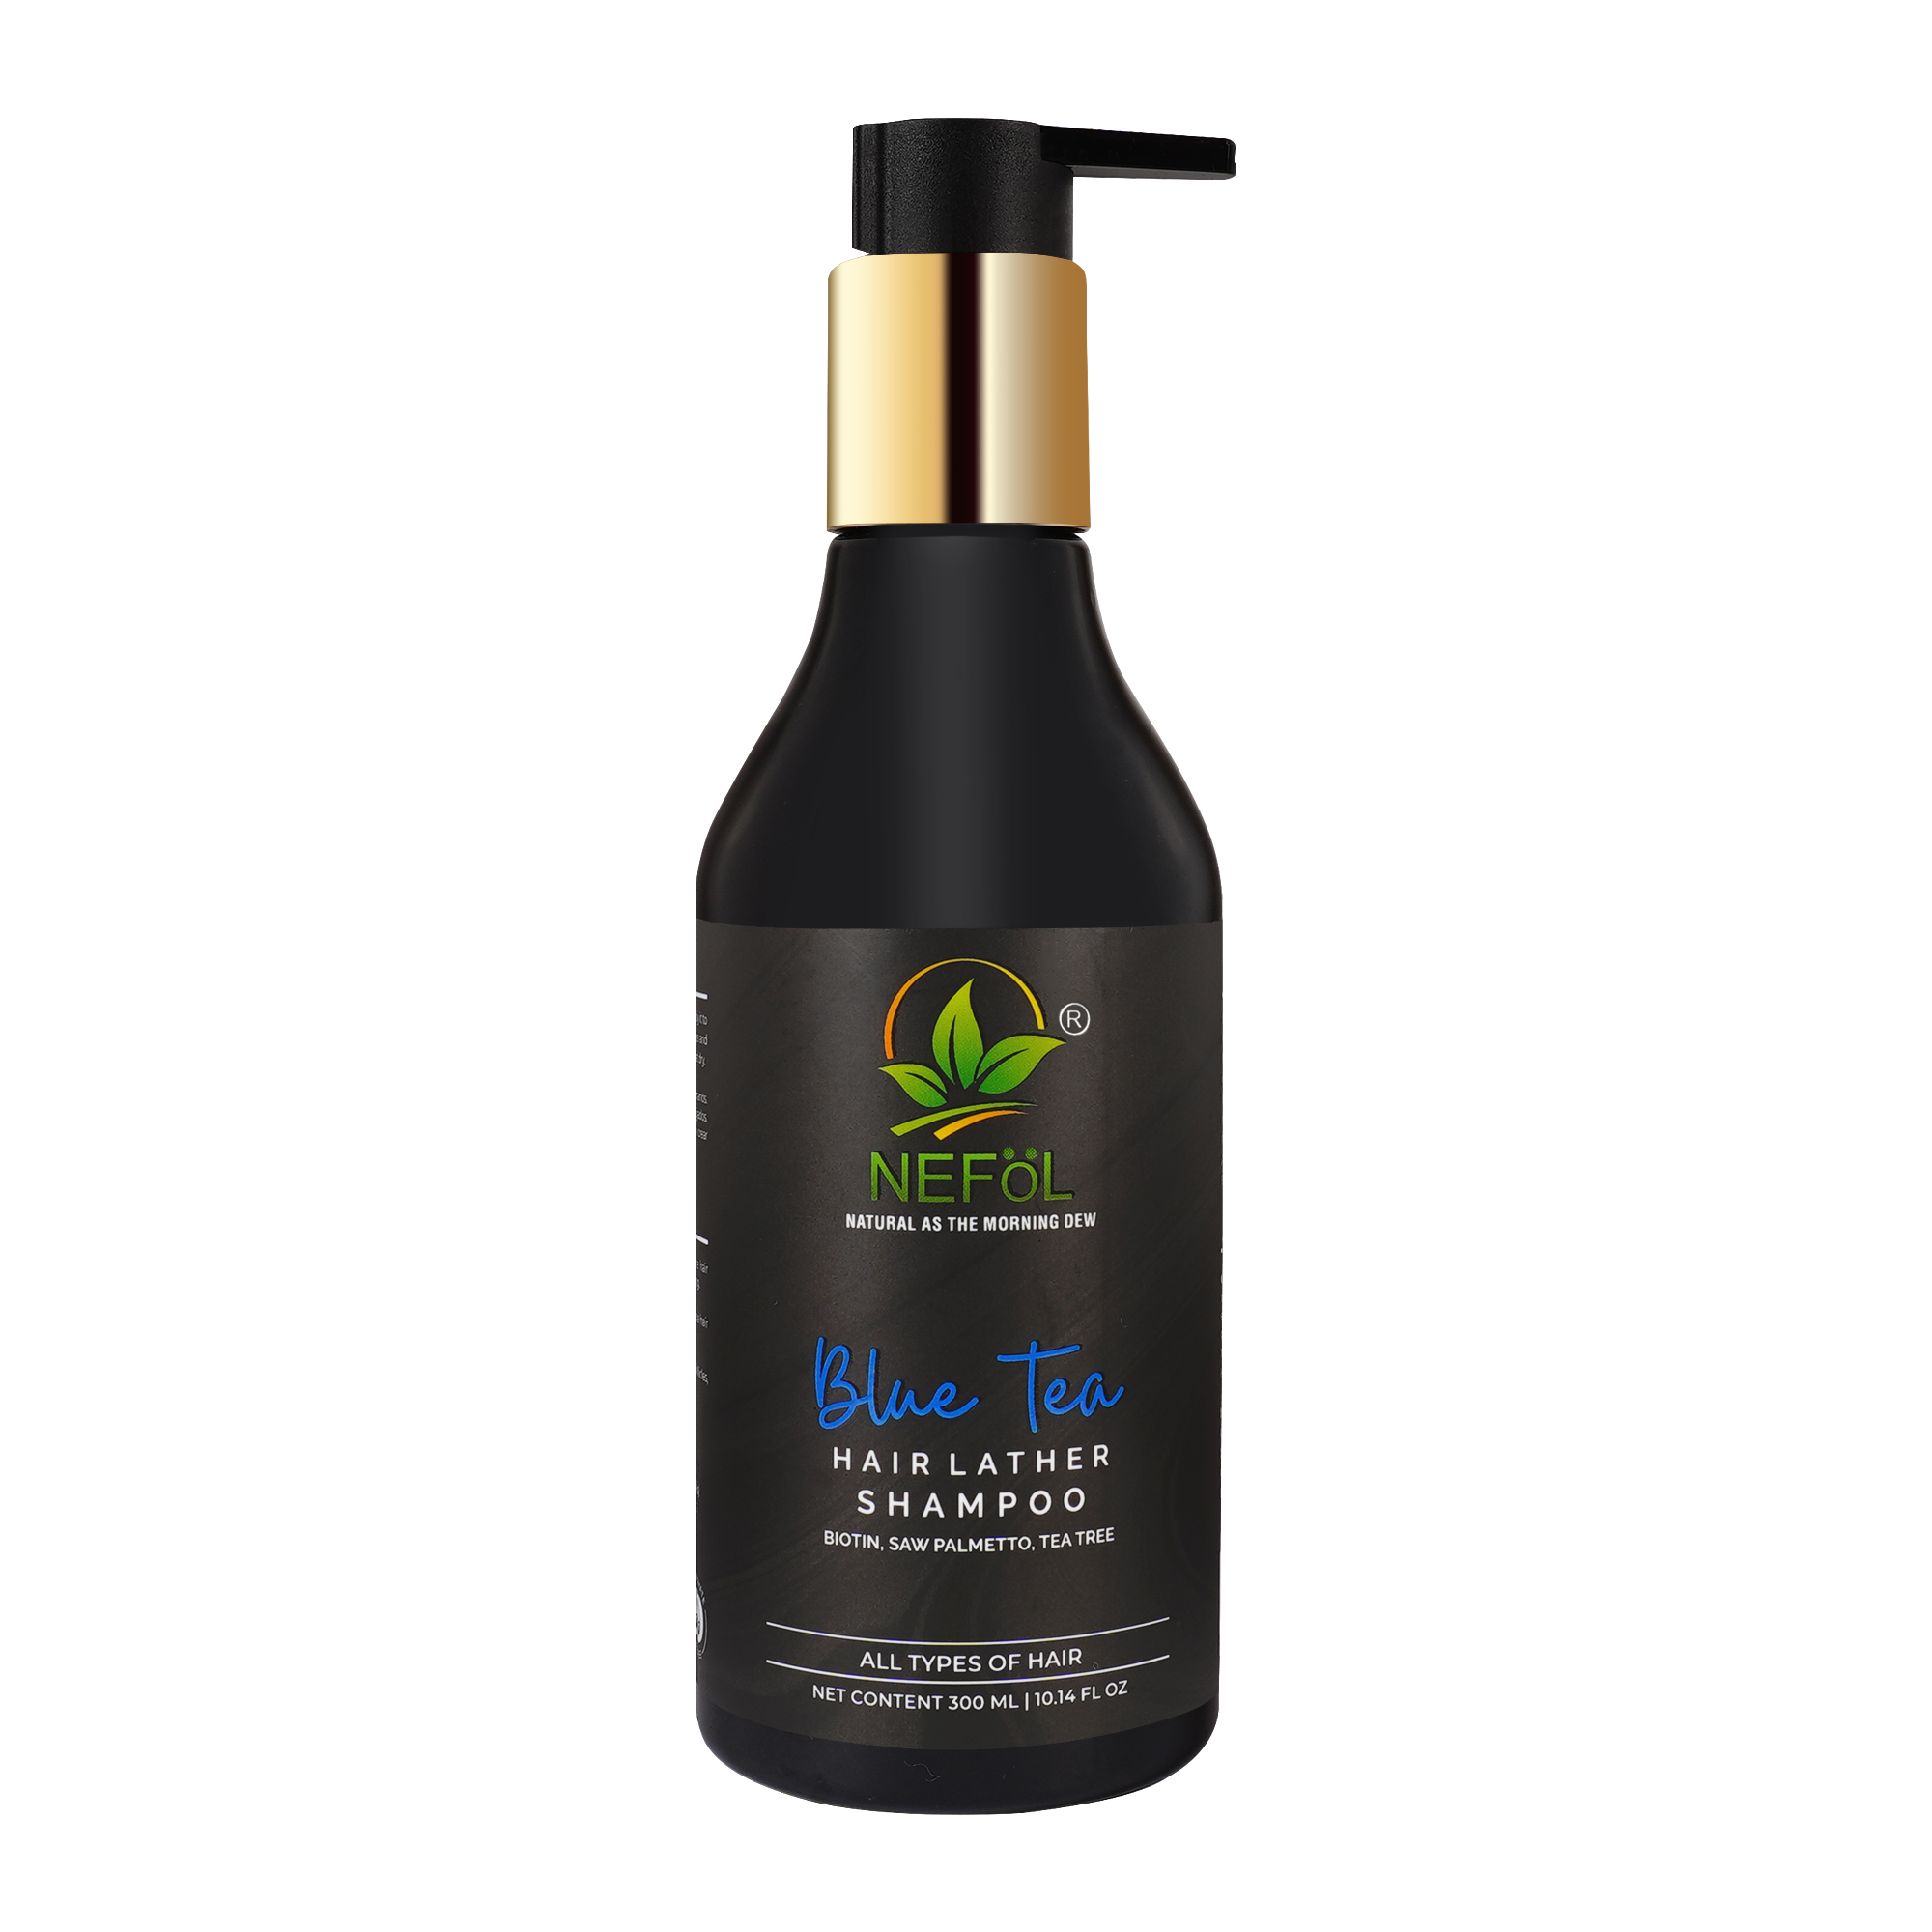 ®
NEFöL
NATURAL AS THE MORNING DEW
Blue Tea
HAIR LATHER
SHAMPOO
BIOTIN, SAW PALMETTO, TEA TREE
ALL TYPES OF HAIR
NET CONTENT 300 ML | 10.14 FL OZ